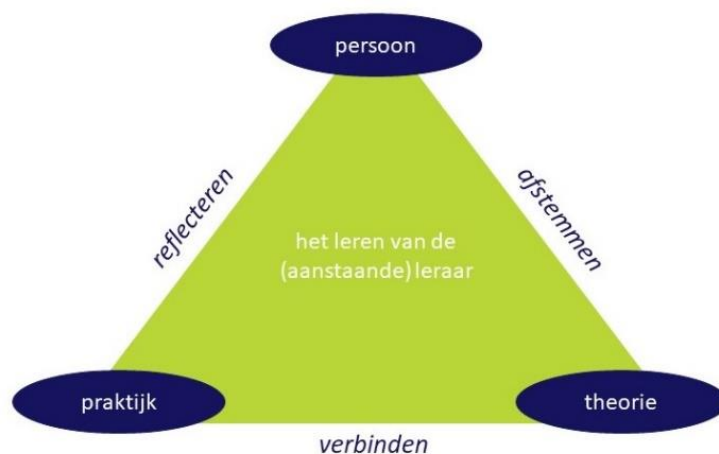 persoon
reflecteren
afstemmen
het leren van de
(aanstaande) leraar
praktijk
theorie
verbinden